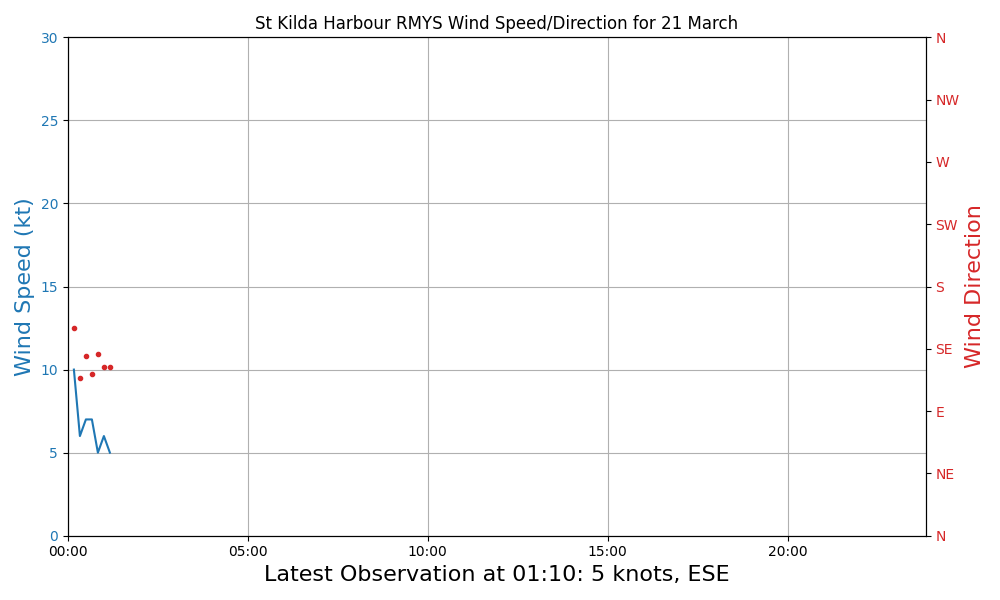 St Kilda Harbour RMYS Wind Speed/Direction for 21 March
30
25
20
15
10
5
0
Wind Speed (kt)
N
NW
W
SW
S
SE
E
NE
N
Wind Direction
00:00 05:00 10:00 15:00 20:00
Latest Observation at 01:10: 5 knots, ESE